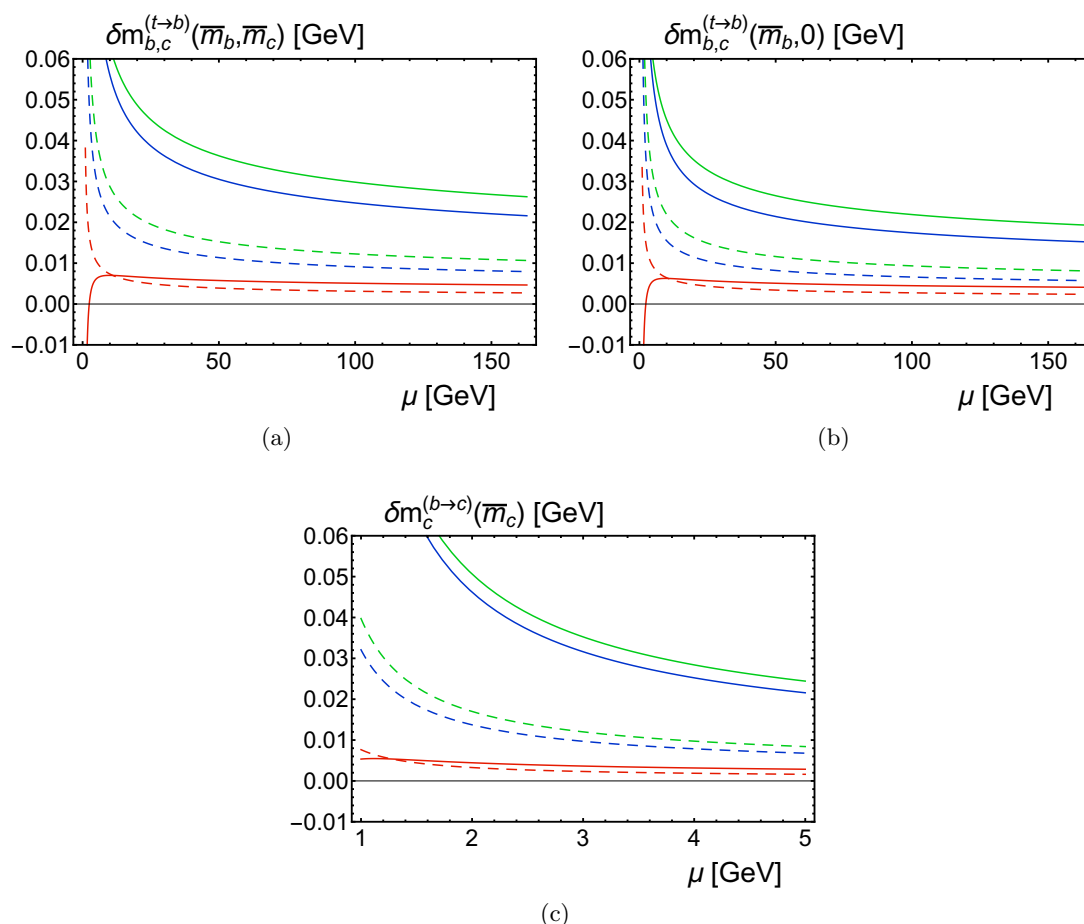 δm_{b,c}^{(t→b)}(m̅_b,m̅_c) [GeV]
0.06
0.05
0.04
0.03
0.02
0.01
0.00
−0.01
0 50 100 150
μ [GeV]
(a)
δm_{b,c}^{(t→b)}(m̅_b,0) [GeV]
0.06
0.05
0.04
0.03
0.02
0.01
0.00
−0.01
0 50 100 150
μ [GeV]
(b)
δm_c^{(b→c)}(m̅_c) [GeV]
0.06
0.05
0.04
0.03
0.02
0.01
0.00
−0.01
1 2 3 4 5
μ [GeV]
(c)